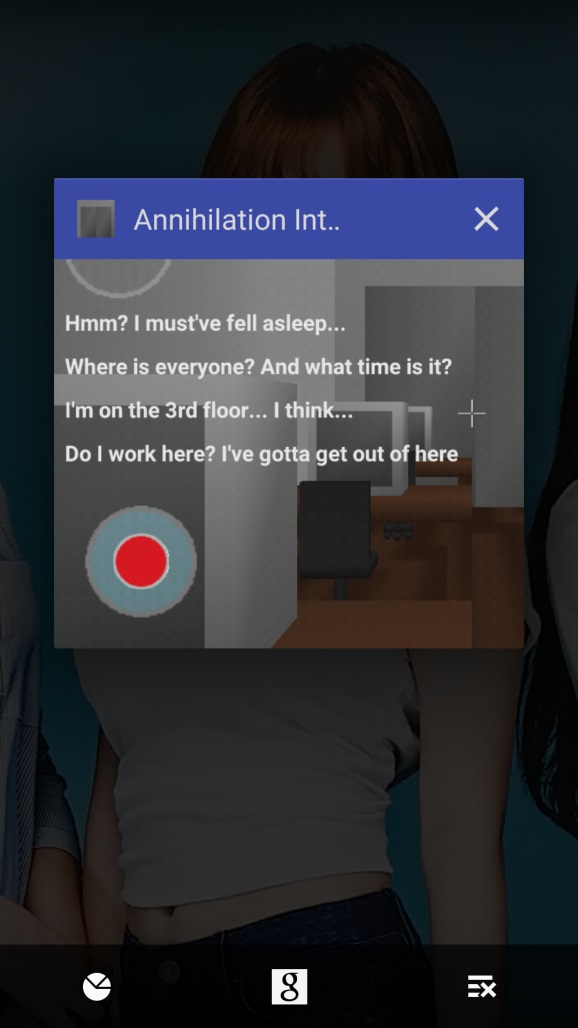 Annihilation Int..
Hmm? I must've fell asleep...
Where is everyone? And what time is it?
I'm on the 3rd floor... I think...
Do I work here? I've gotta get out of here
g